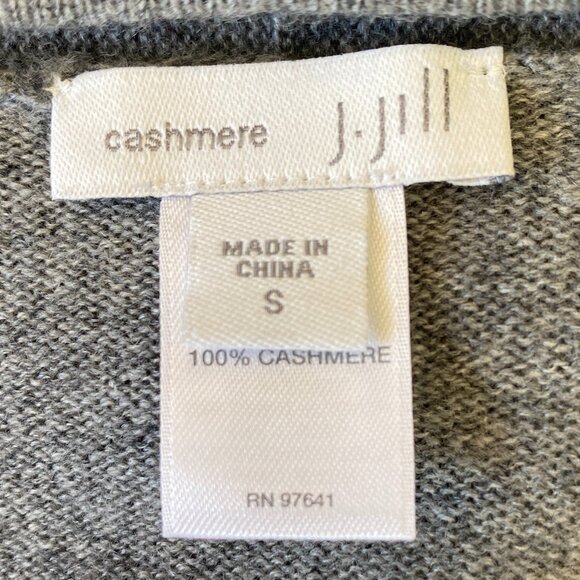 cashmere J.Jill
MADE IN
CHINA
S
100% CASHMERE
RN 97641